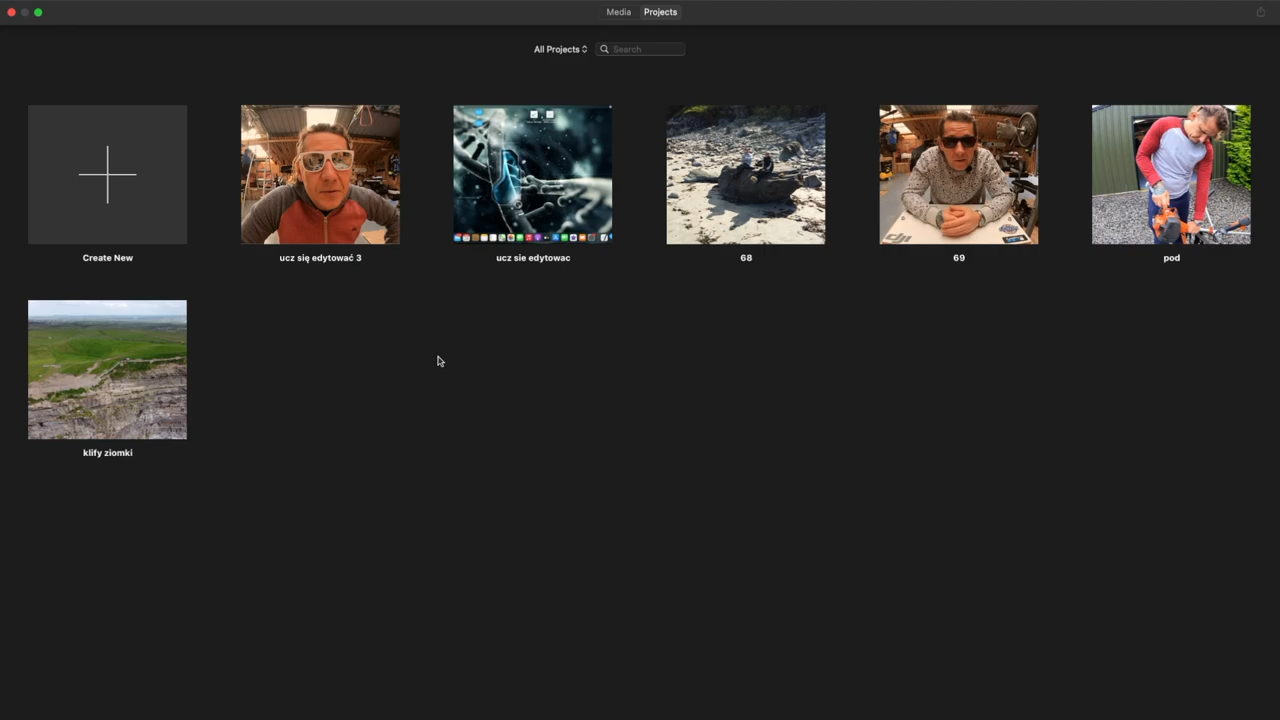 Media Projects
All Projects Search
Create New ucz się edytować 3 ucz sie edytowac 68 69 pod
klify ziomki